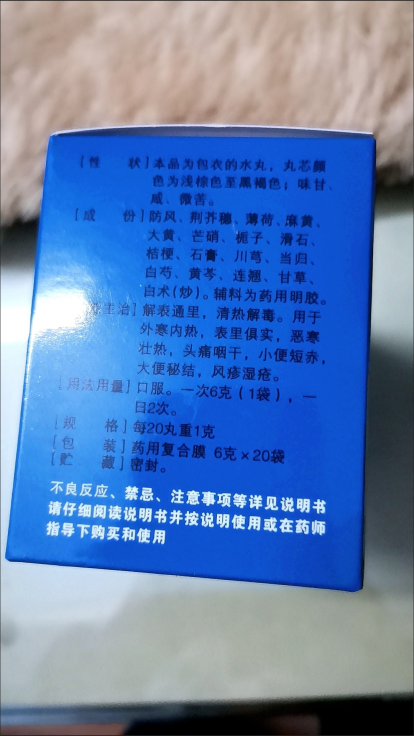 [性 状]本品为包衣的水丸，丸芯颜
色为浅棕色至黑褐色；味甘、
咸、微苦。
[成 份]防风、荆芥穗、薄荷、麻黄、
大黄、芒硝、栀子、滑石、
桔梗、石膏、川芎、当归、
白芍、黄芩、连翘、甘草、
白术(炒)。辅料为药用明胶。
主治]解表通里，清热解毒。用于
外寒内热，表里俱实，恶寒
壮热，头痛咽干，小便短赤，
大便秘结，风疹湿疮。
[用法用量]口服。一次6克（1袋），一
日2次。
[规 格]每20丸重1克
[包 装]药用复合膜 6克×20袋
[贮 藏]密封。
不良反应、禁忌、注意事项等详见说明书
请仔细阅读说明书并按说明使用或在药师
指导下购买和使用